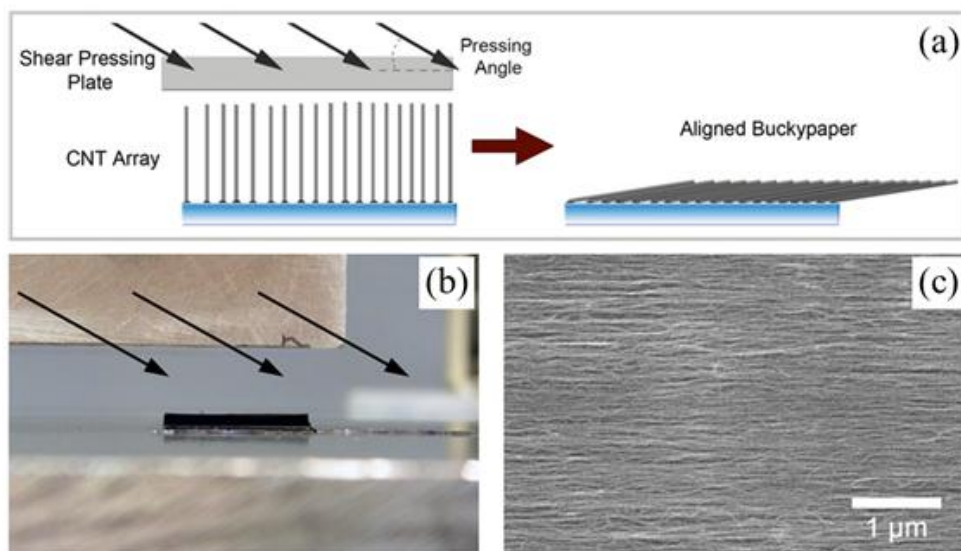 (a)
Shear Pressing
Plate
Pressing
Angle
CNT Array
Aligned Buckypaper
(b)
(c)
1 μm